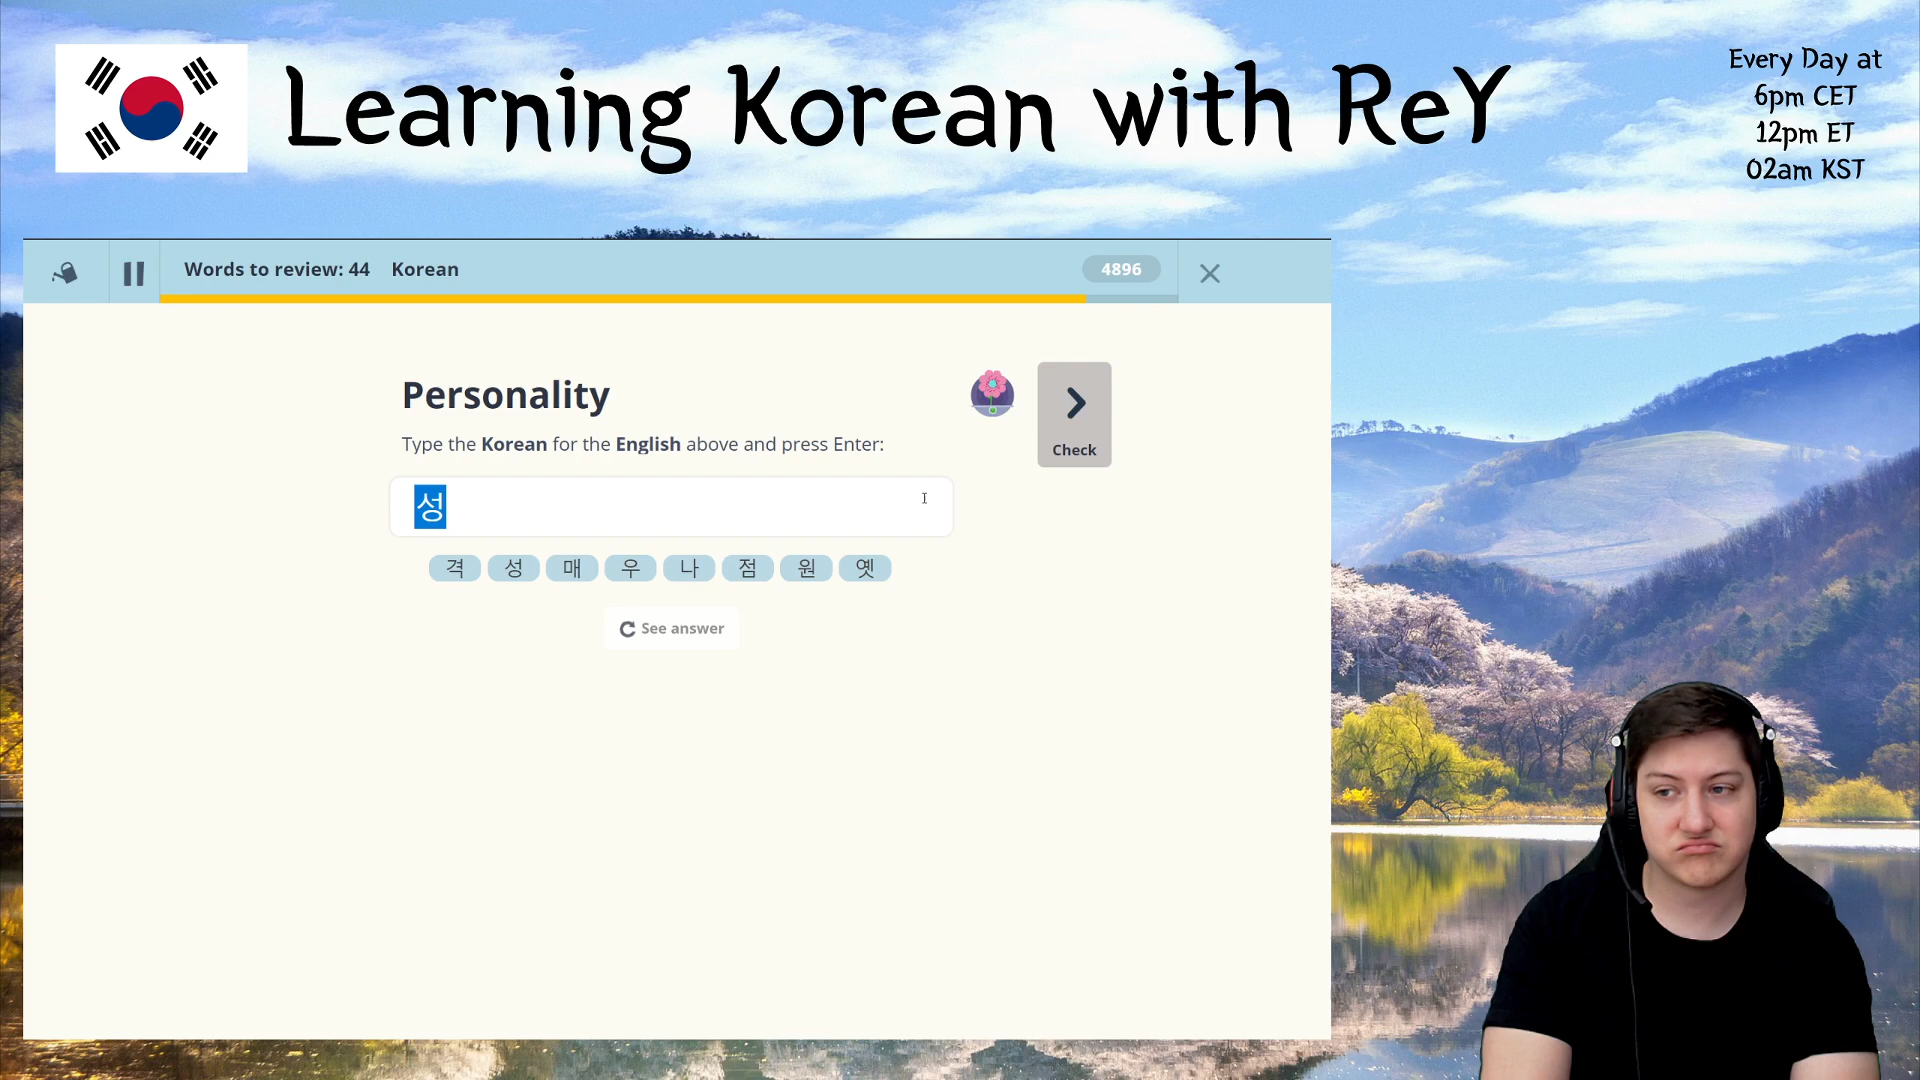 Learning Korean with ReY
Every Day at
6pm CET
12pm ET
02am KST
Words to review: 44 Korean
4896
Personality
Type the Korean for the English above and press Enter:
Check
성
격 성 매 우 나 점 원 옛
See answer